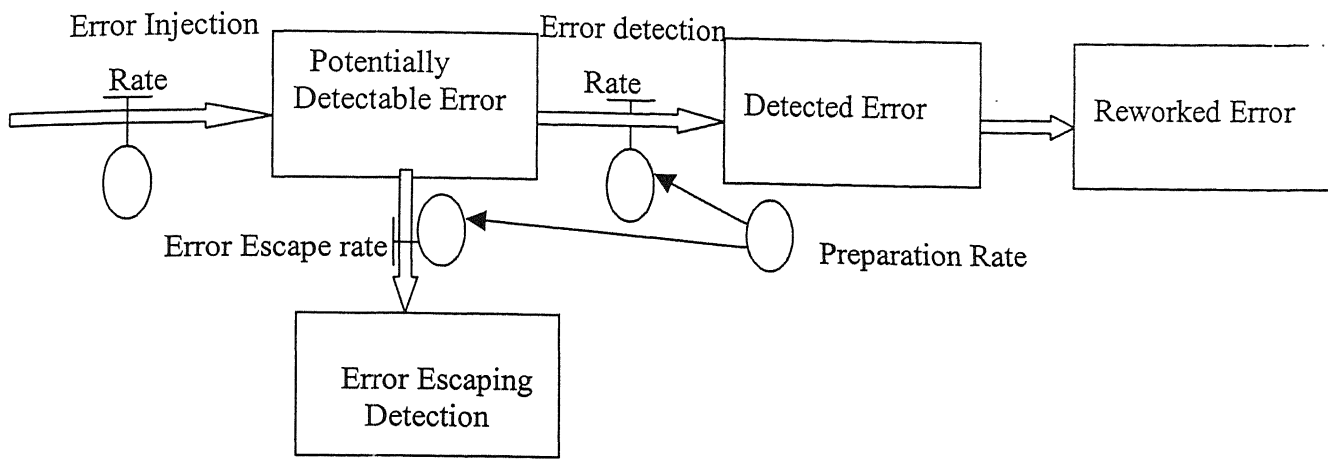 Error Injection
Rate
Potentially
Detectable Error
Error detection
Rate
Detected Error
Reworked Error
Error Escape rate
Preparation Rate
Error Escaping
Detection